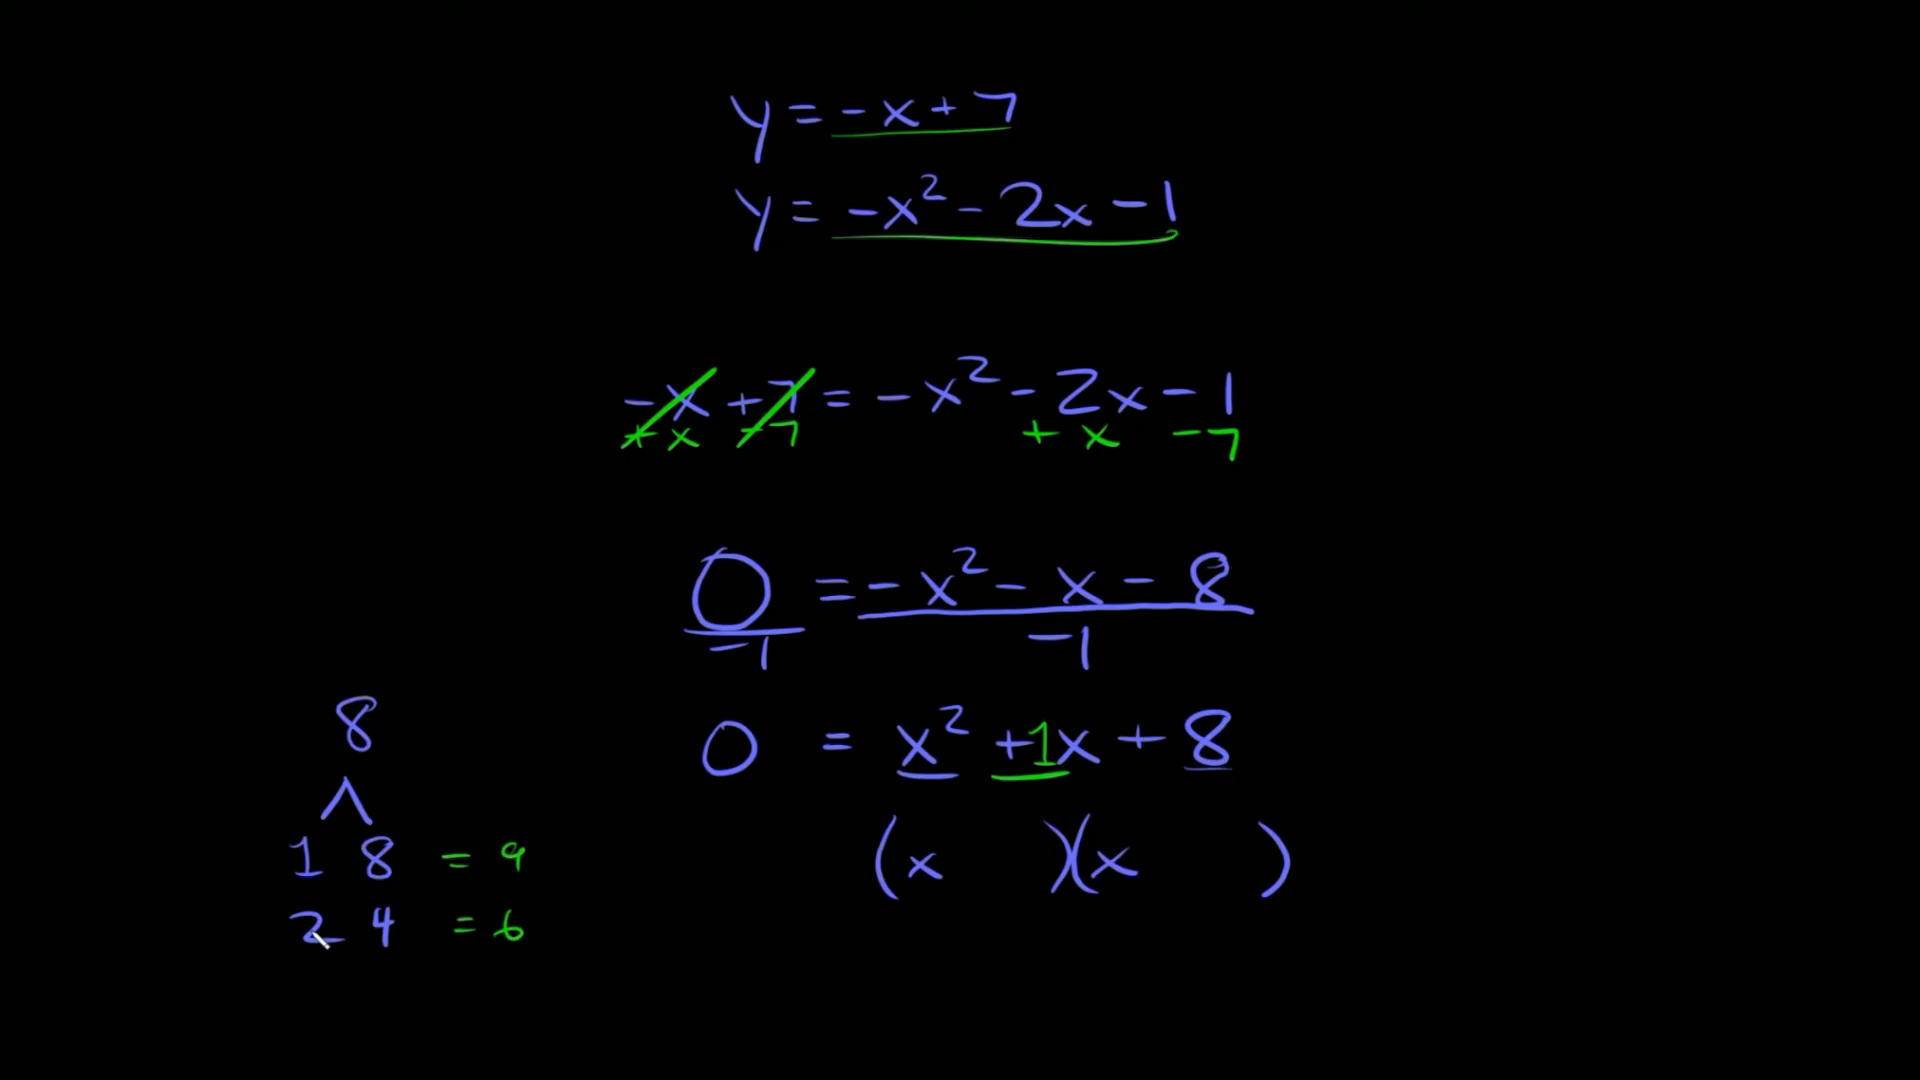 y = -x + 7
y = -x² - 2x - 1
-x + 7 = -x² - 2x - 1
+ x - 7 + x - 7
0 = -x² - x - 8
-1 -1
8
0 = x² + 1x + 8
1 8 = 9
(x )(x )
2 4 = 6